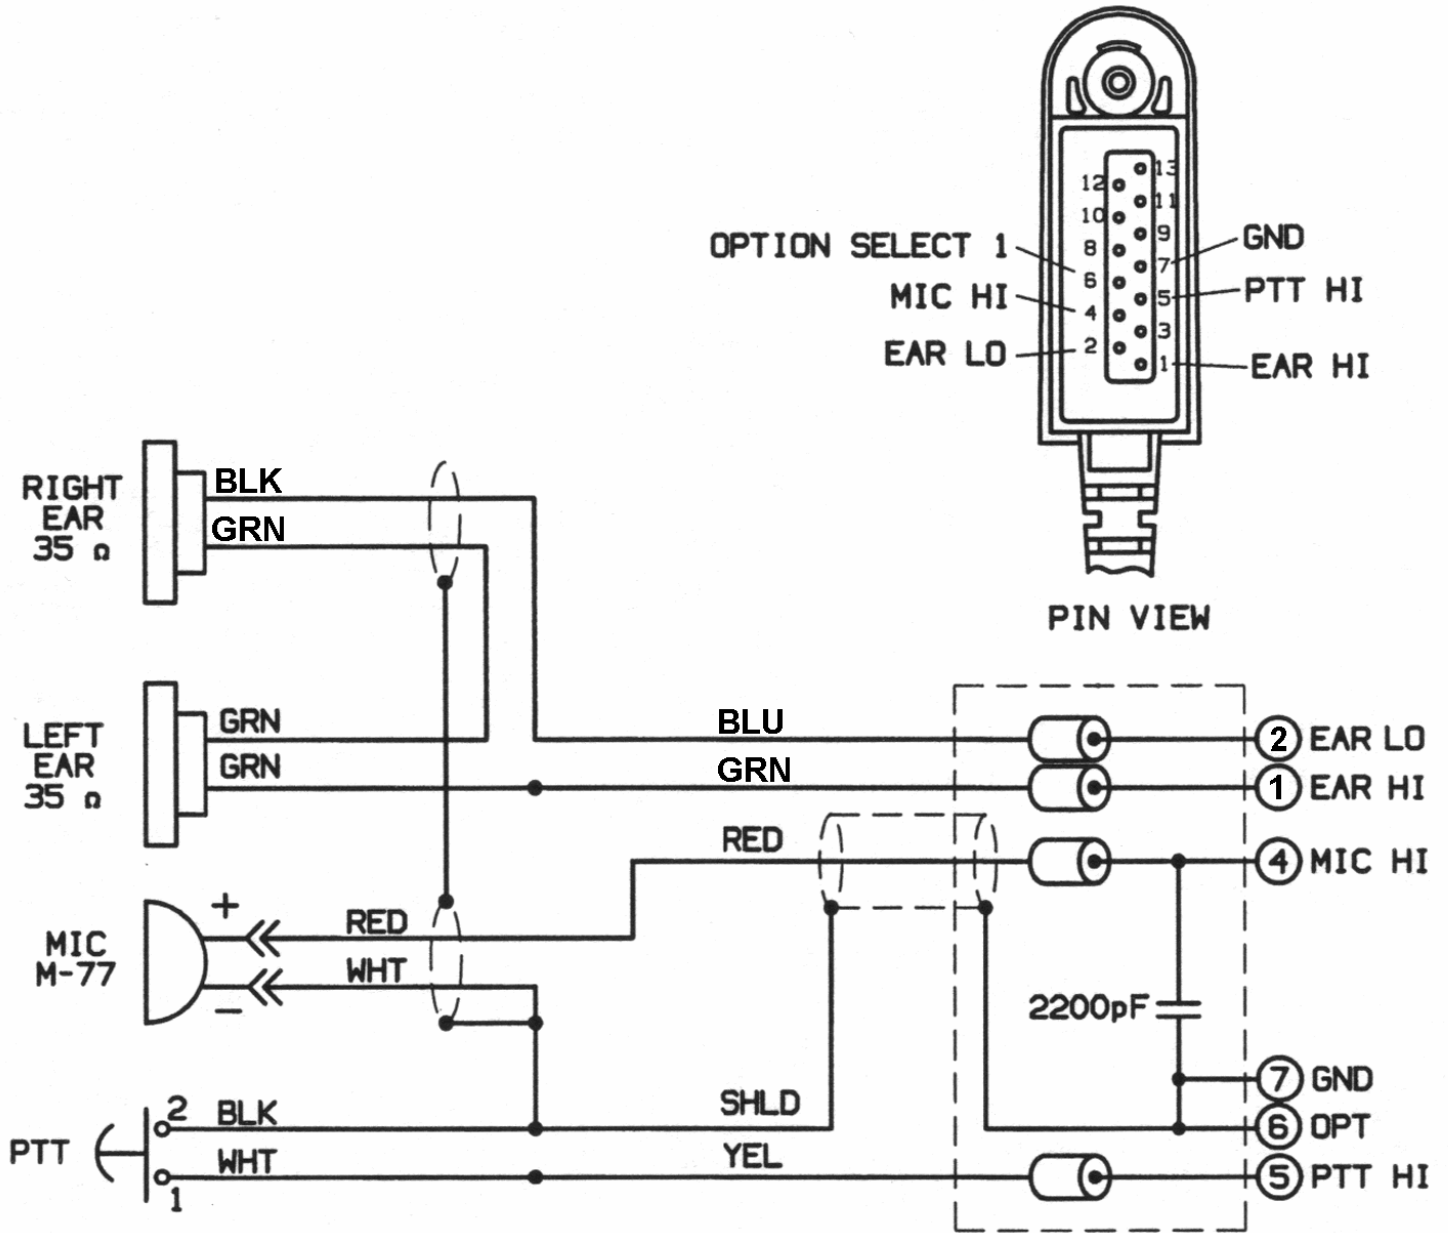 13
12
11
10
9
OPTION SELECT 1
8
GND
7
6
MIC HI
PTT HI
5
4
3
EAR LO
2
1
EAR HI
PIN VIEW
RIGHT
EAR
35 Ω
BLK
GRN
LEFT
EAR
35 Ω
GRN
GRN
BLU
GRN
2 EAR LO
1 EAR HI
RED
4 MIC HI
MIC
M-77
+
RED
WHT
−
2200pF
7 GND
6 OPT
PTT
2
BLK
SHLD
WHT
1
YEL
5 PTT HI